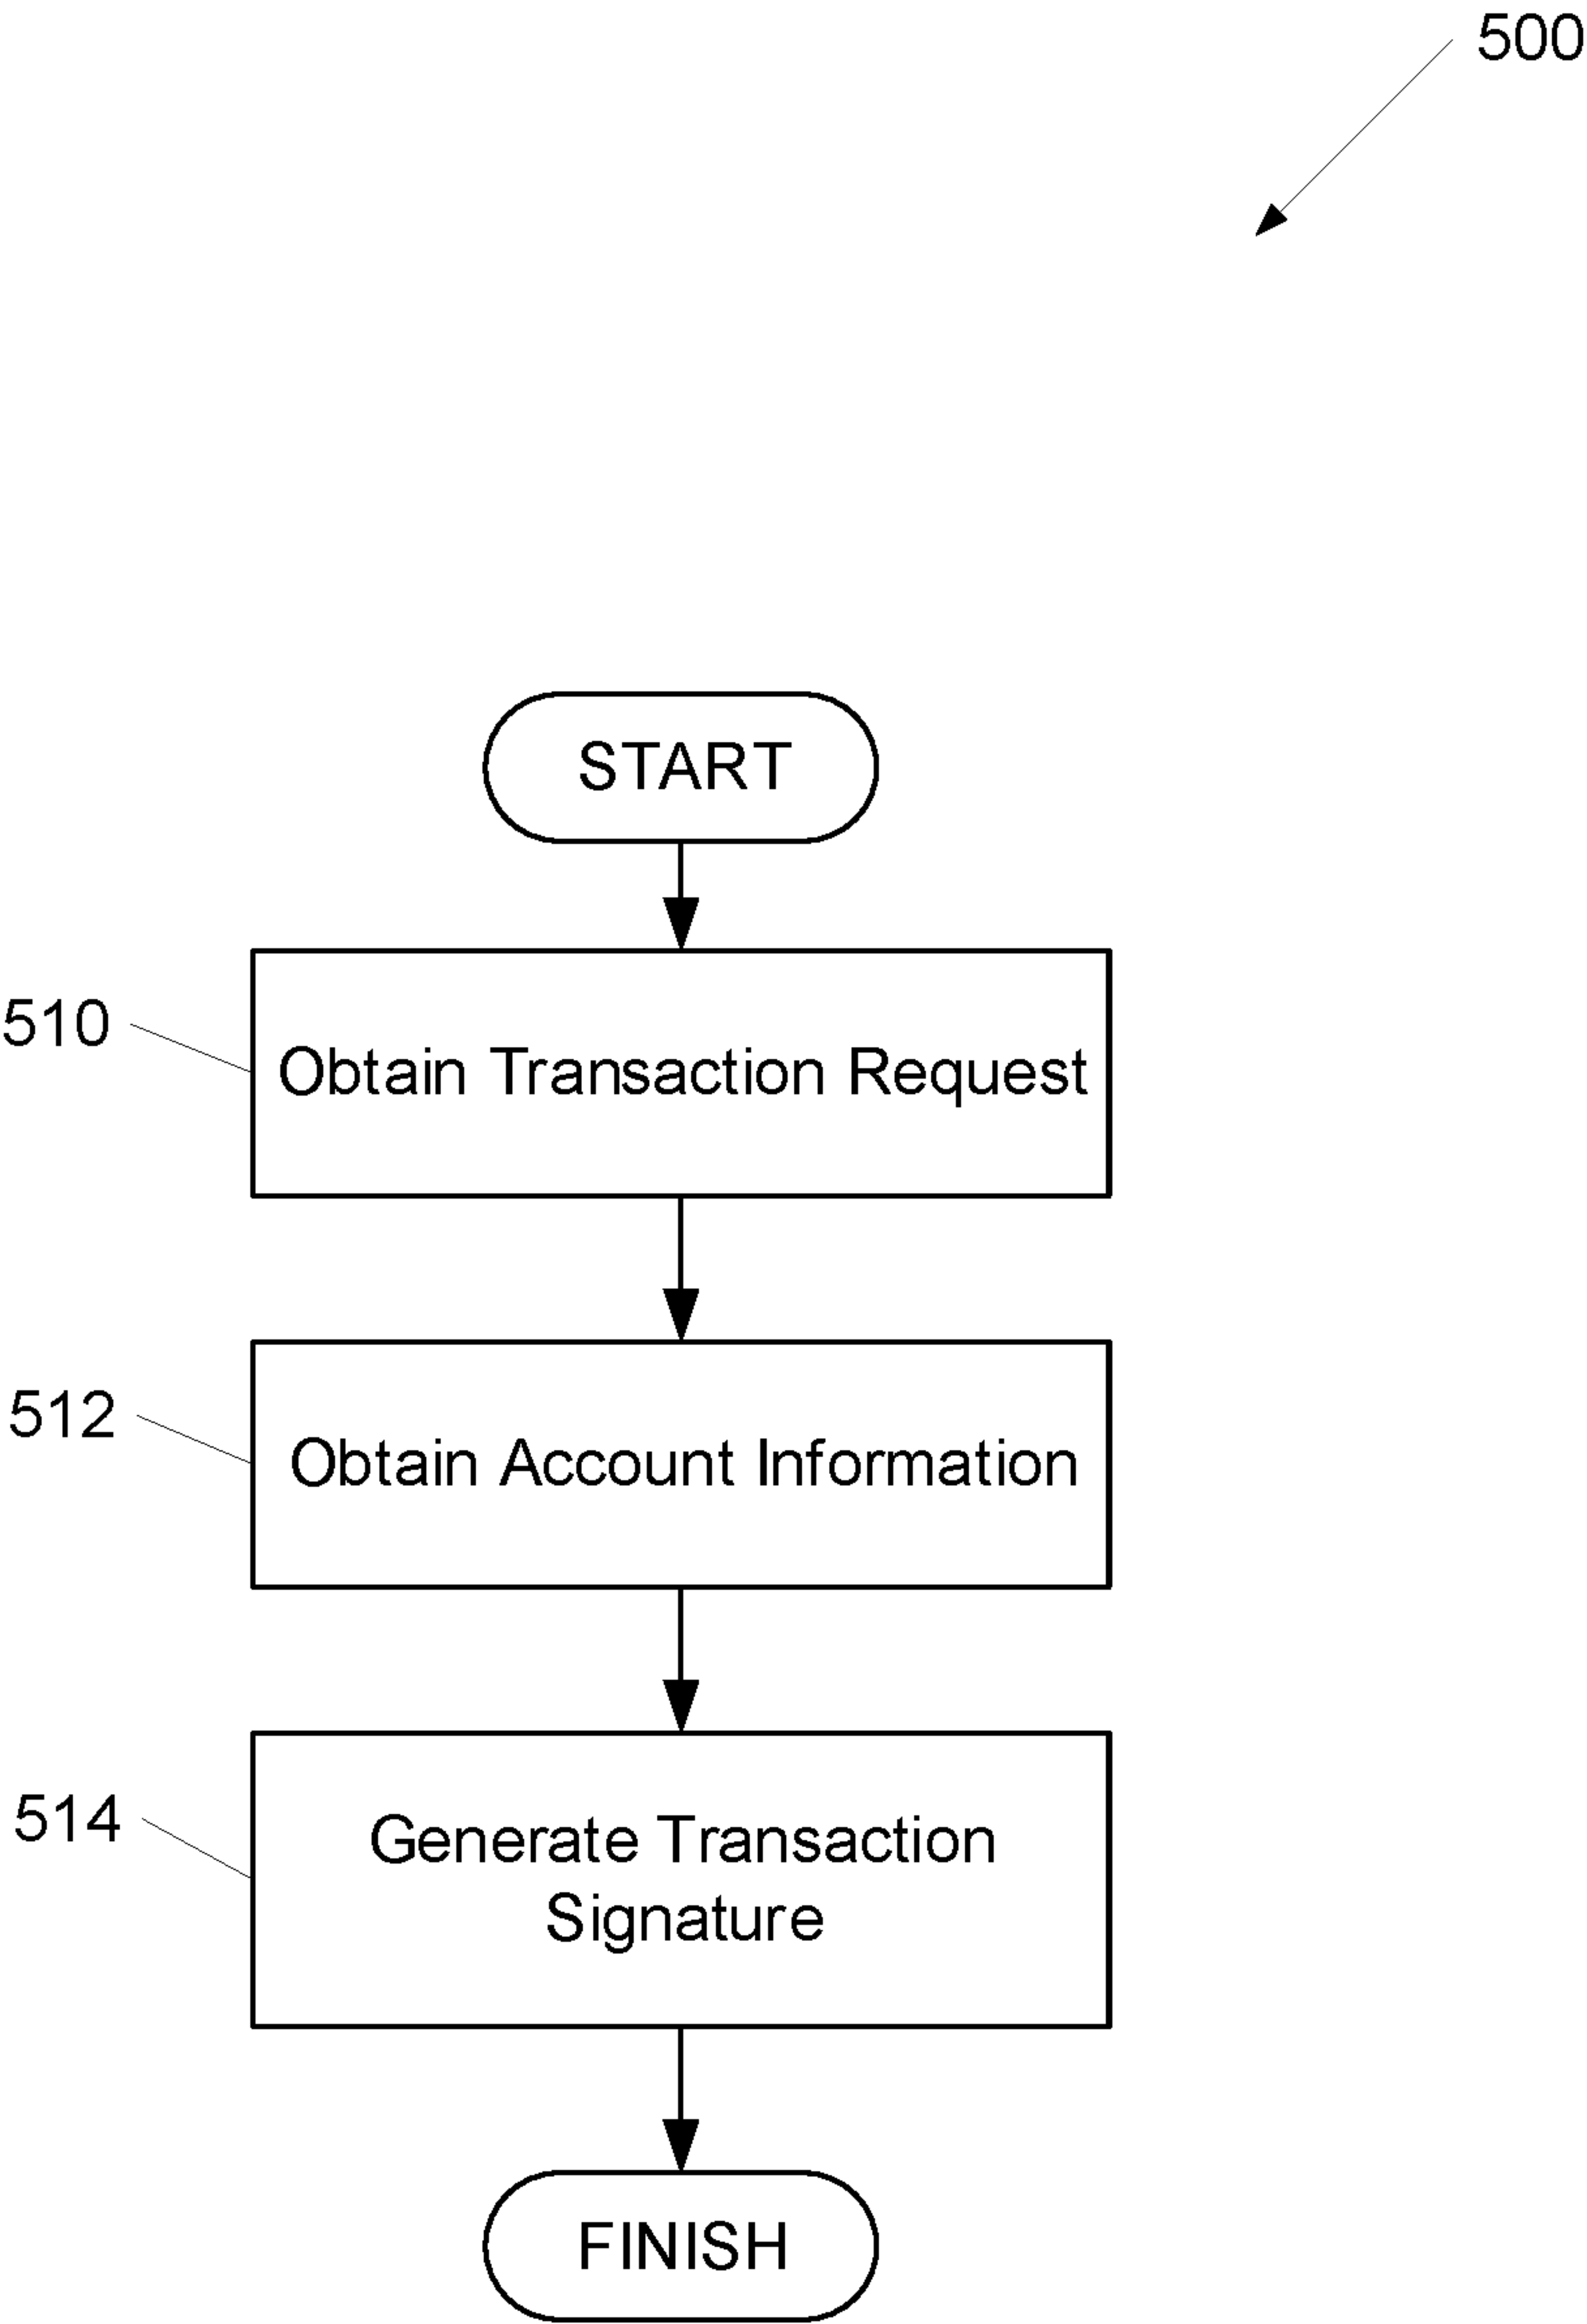 500
START
510
Obtain Transaction Request
512
Obtain Account Information
514
Generate Transaction
Signature
FINISH